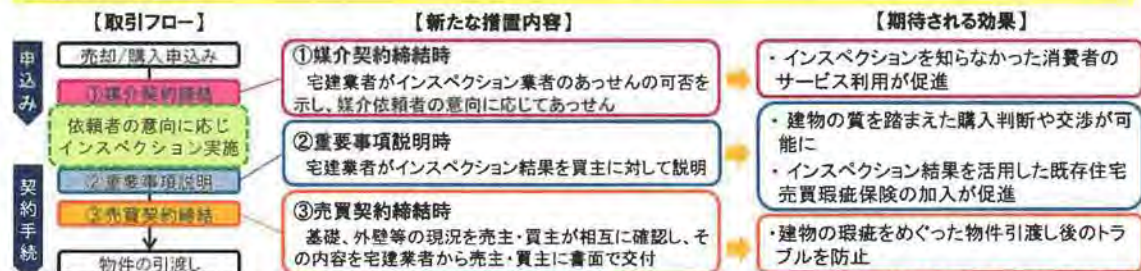 【取引フロー】
【新たな措置内容】
【期待される効果】
申込み
売却/購入申込み
①媒介契約締結
依頼者の意向に応じ
インスペクション実施
契約手続
②重要事項説明
③売買契約締結
物件の引渡し
①媒介契約締結時
宅建業者がインスペクション業者のあっせんの可否を
示し、媒介依頼者の意向に応じてあっせん
②重要事項説明時
宅建業者がインスペクション結果を買主に対して説明
③売買契約締結時
基礎、外壁等の現況を売主・買主が相互に確認し、そ
の内容を宅建業者から売主・買主に書面で交付
・インスペクションを知らなかった消費者の
サービス利用が促進
・建物の質を踏まえた購入判断や交渉が可
能に
・インスペクション結果を活用した既存住宅
売買瑕疵保険の加入が促進
・建物の瑕疵をめぐった物件引渡し後のトラ
ブルを防止